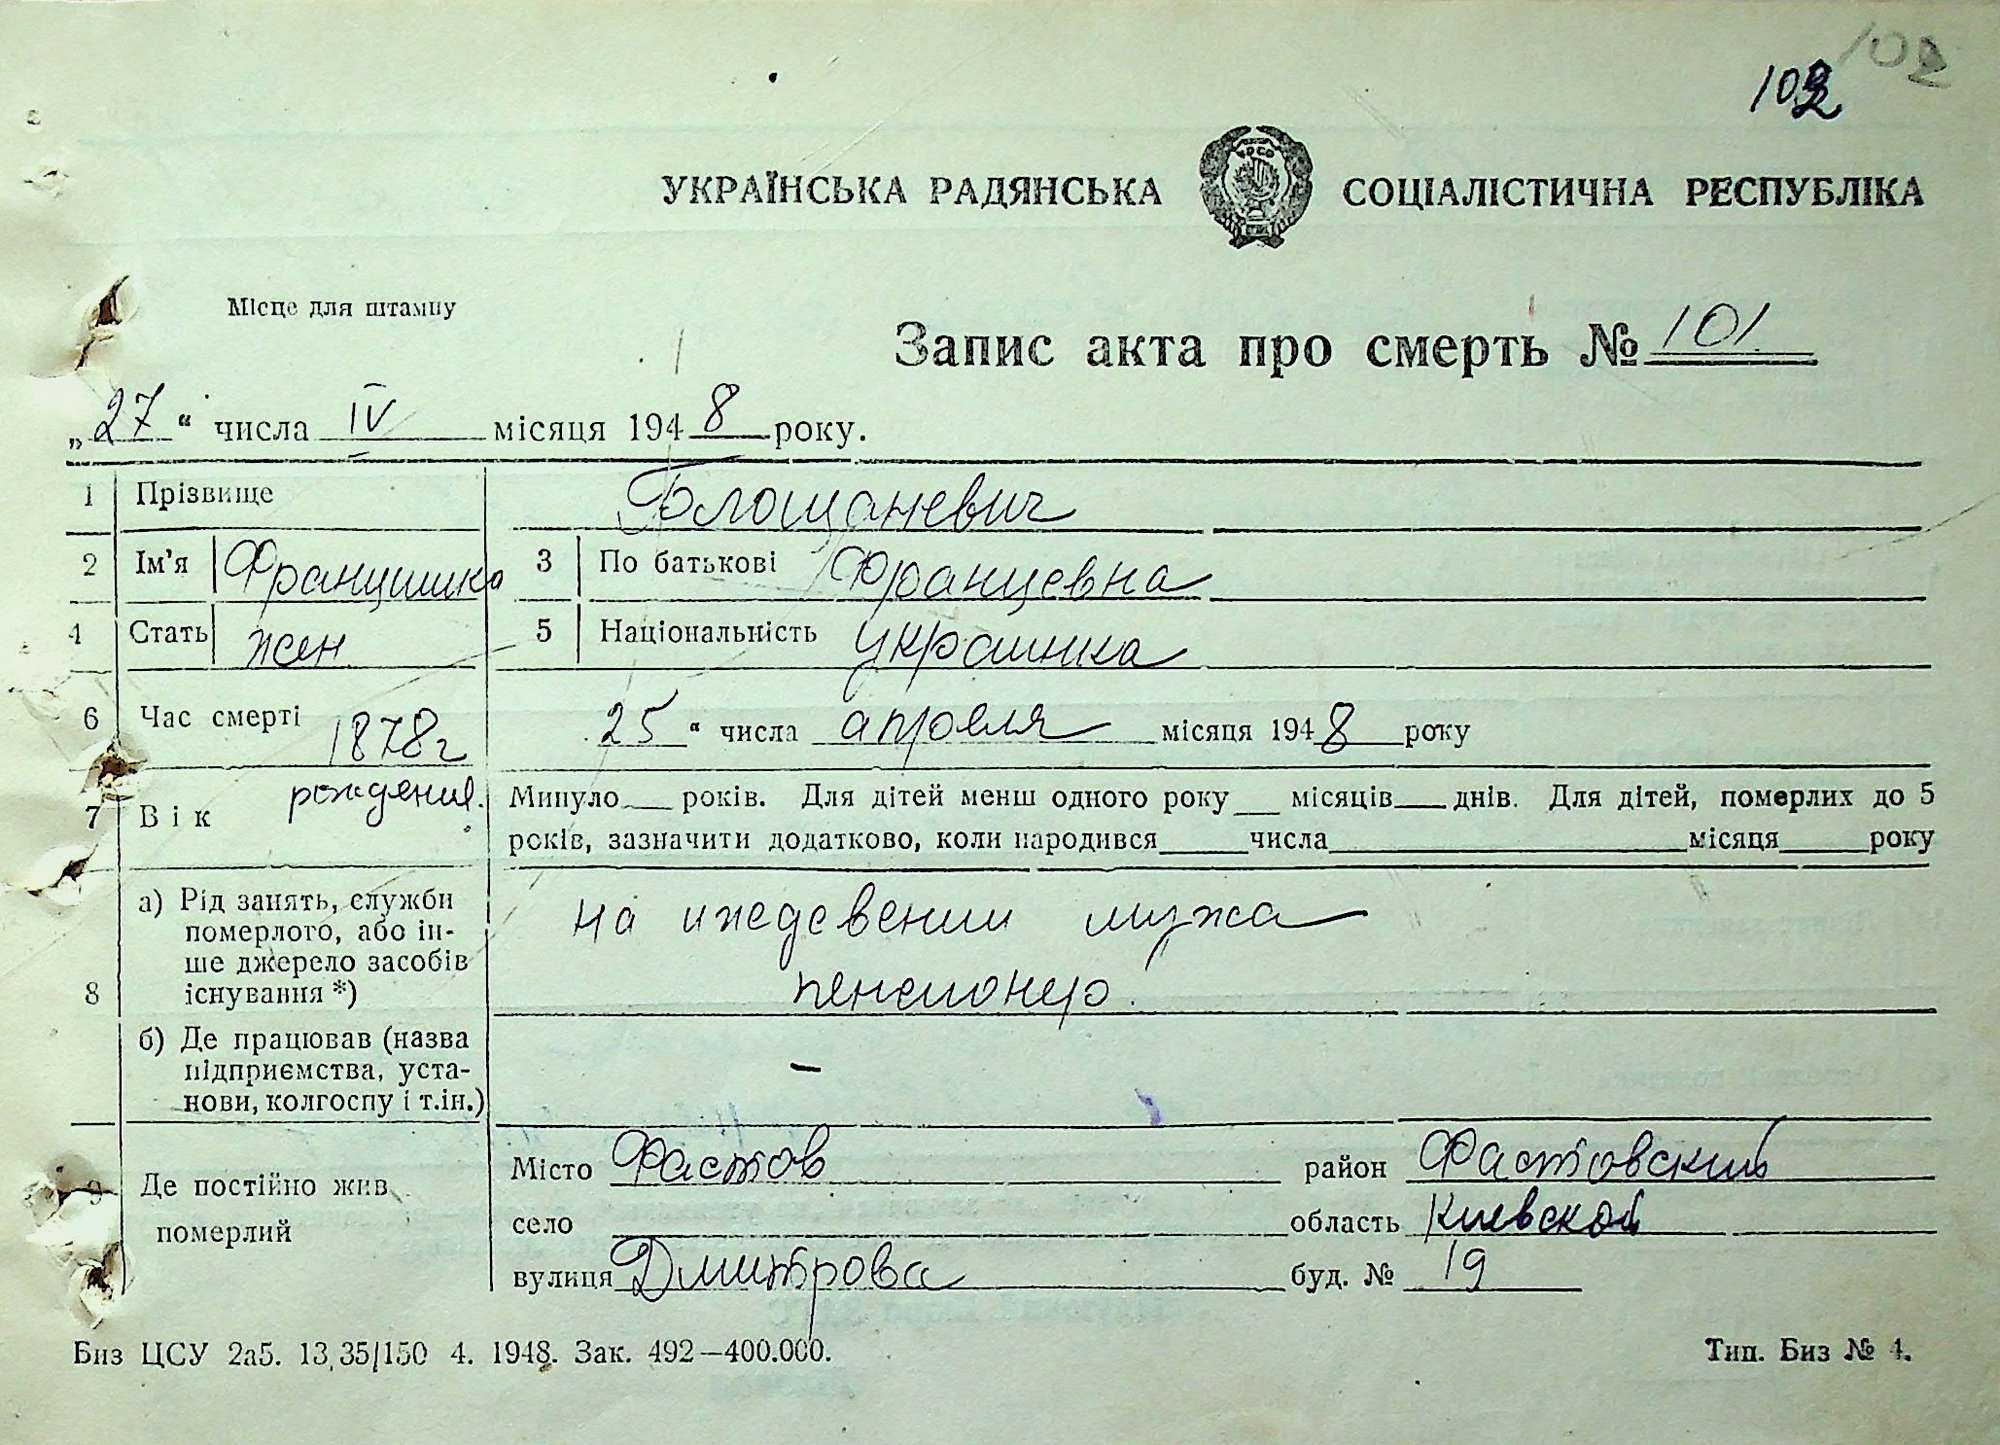 102
102
УКРАЇНСЬКА РАДЯНСЬКА СОЦІАЛІСТИЧНА РЕСПУБЛІКА
Місце для штампу
Запис акта про смерть № 101
„27“ числа IV місяця 1948 року.
1 Прізвище Блощаневич
2 Ім’я Францишка 3 По батькові Францевна
4 Стать жен 5 Національність украинка
6 Час смерті 25 “ числа апреля місяця 1948 року
1878 г
рождения.
7 Вік Минуло ___ років. Для дітей менш одного року ___ місяців ___ днів. Для дітей, померлих до 5
років, зазначити додатково, коли народився ___ числа ___ місяця ___ року
8 а) Рід занять, служби
померлого, або ін-
ше джерело засобів
існування *)
на иждевении мужа
пенсионер.
б) Де працював (назва
підприємства, уста-
нови, колгоспу і т.ін.)
–
9 Де постійно жив
померлий
Місто Фастов район Фастовский
село область Киевской
вулиця Дмитрова буд. № 19
Биз ЦСУ 2а5. 13,35/150 4. 1948. Зак. 492—400.000.
Тип. Биз № 4.